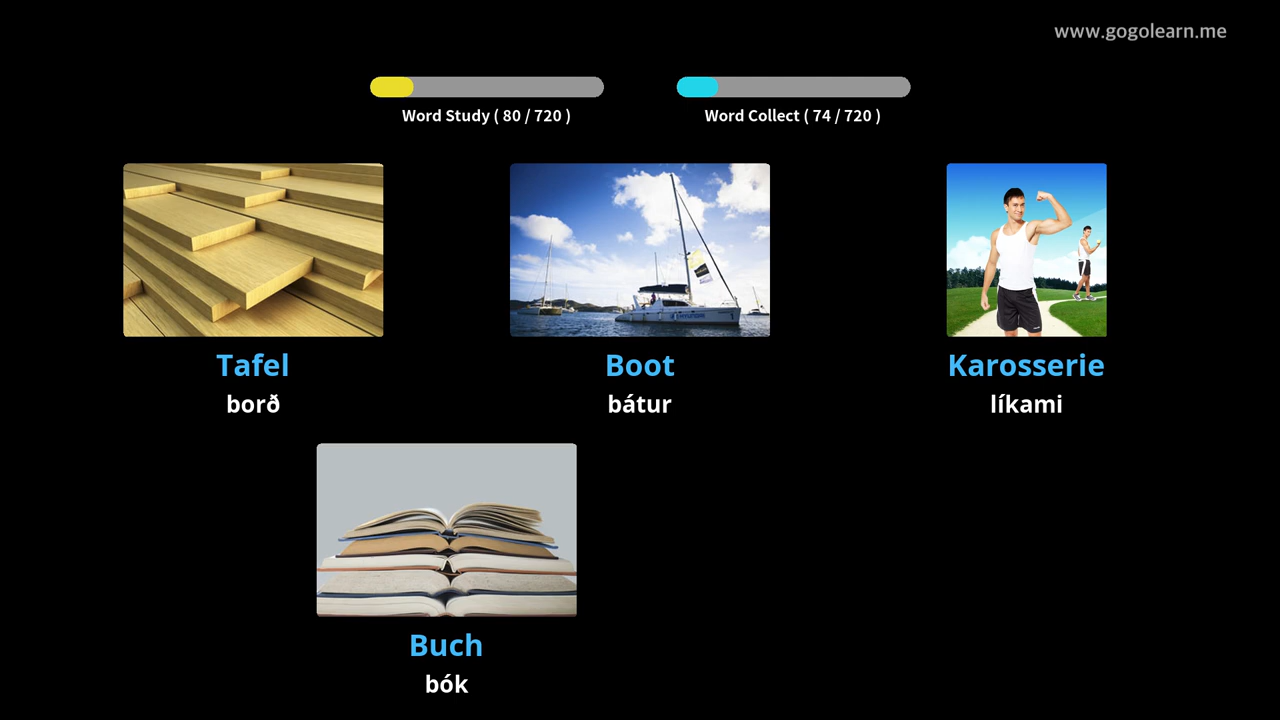 www.gogolearn.me
Word Study ( 80 / 720 )
Word Collect ( 74 / 720 )
Tafel
borð
Boot
bátur
Karosserie
líkami
Buch
bók